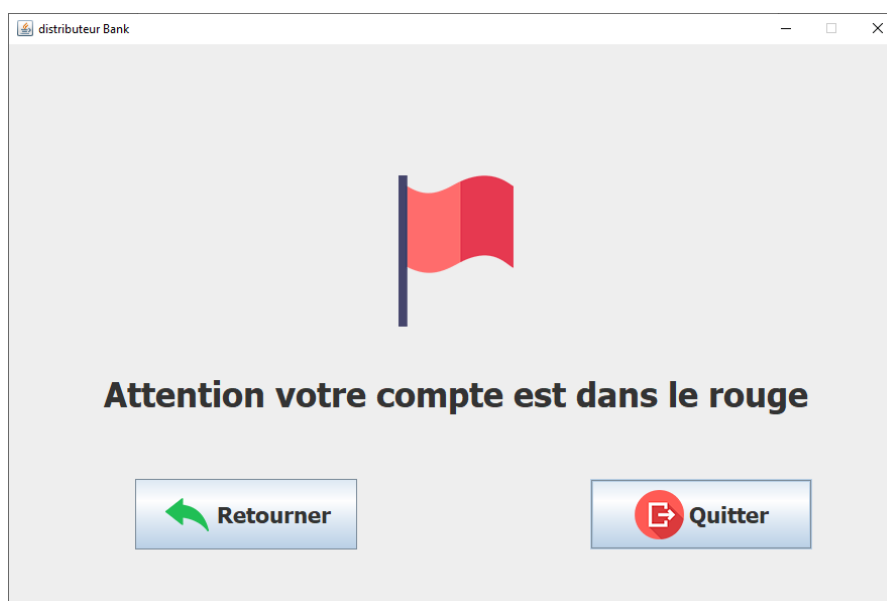 distributeur Bank
Attention votre compte est dans le rouge
Retourner
Quitter